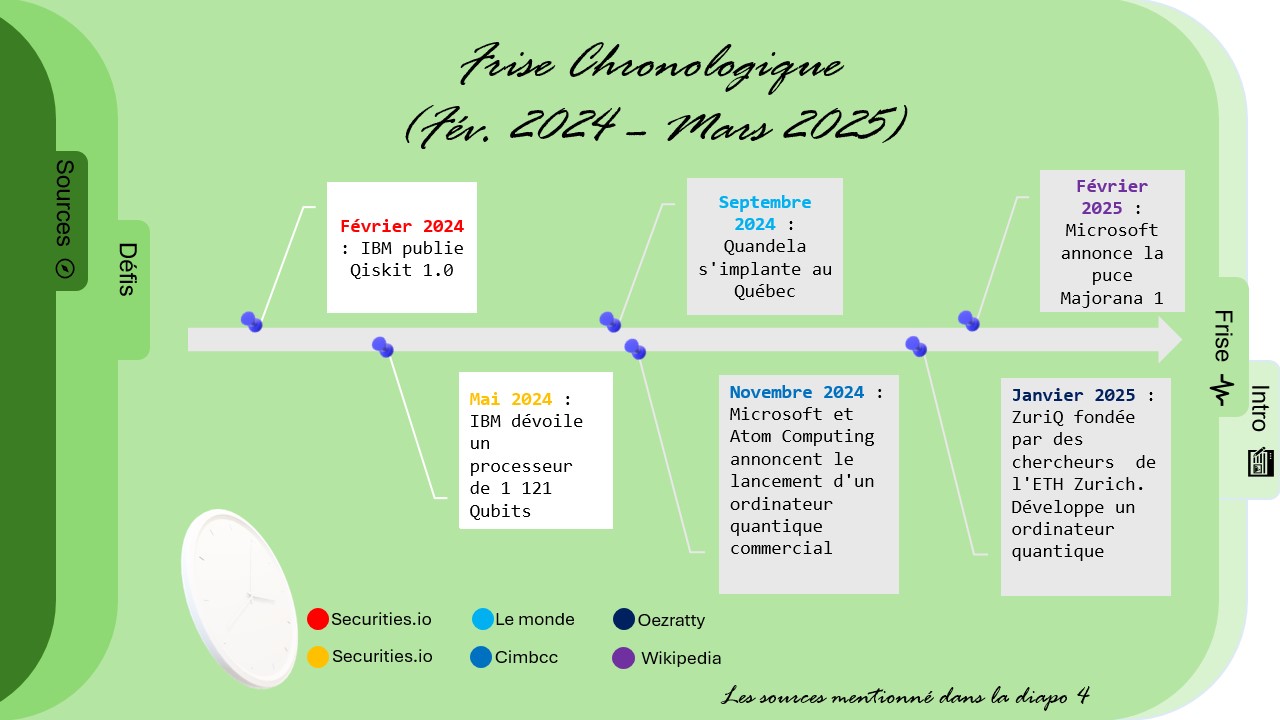 Frise Chronologique
(Fév. 2024 – Mars 2025)
Sources
Défis
Février 2024
: IBM publie
Qiskit 1.0
Septembre
2024 :
Quandela
s'implante au
Québec
Février
2025 :
Microsoft
annonce la
puce
Majorana 1
Mai 2024 :
IBM dévoile
un
processeur
de 1 121
Qubits
Novembre 2024 :
Microsoft et
Atom Computing
annoncent le
lancement d'un
ordinateur
quantique
commercial
Janvier 2025 :
ZuriQ fondée
par des
chercheurs de
l'ETH Zurich.
Développe un
ordinateur
quantique
Frise
Intro
Securities.io
Le monde
Oezratty
Securities.io
Cimbcc
Wikipedia
Les sources mentionné dans la diapo 4